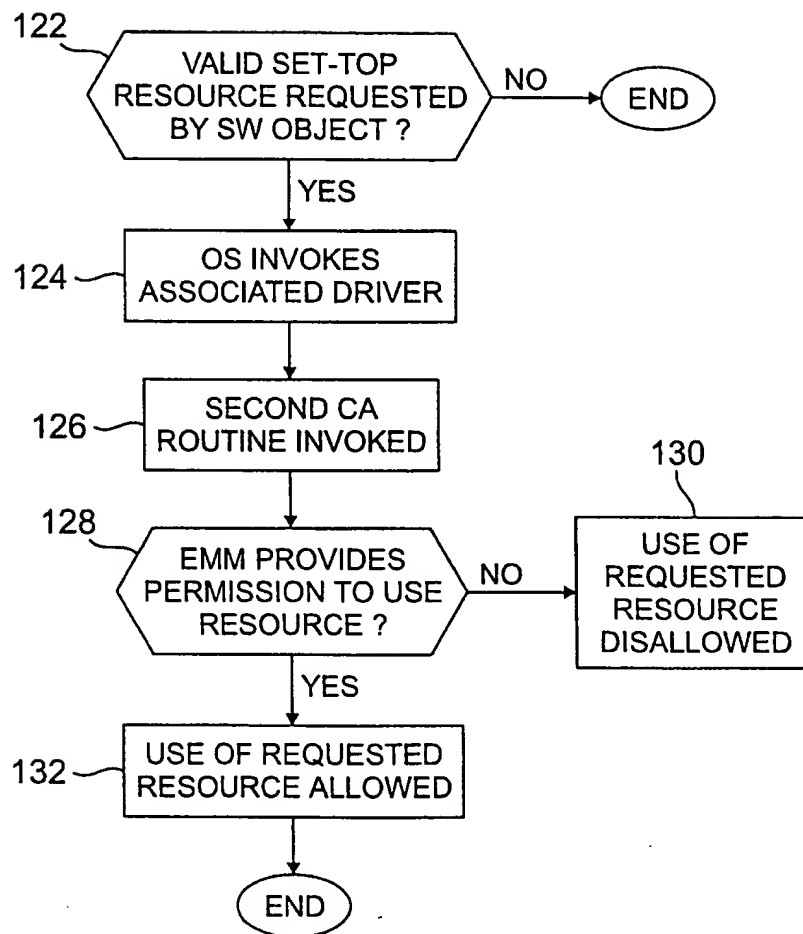 122
VALID SET-TOP
RESOURCE REQUESTED
BY SW OBJECT ?
NO
END
YES
124
OS INVOKES
ASSOCIATED DRIVER
126
SECOND CA
ROUTINE INVOKED
130
128
EMM PROVIDES
PERMISSION TO USE
RESOURCE ?
NO
USE OF
REQUESTED
RESOURCE
DISALLOWED
YES
132
USE OF REQUESTED
RESOURCE ALLOWED
END